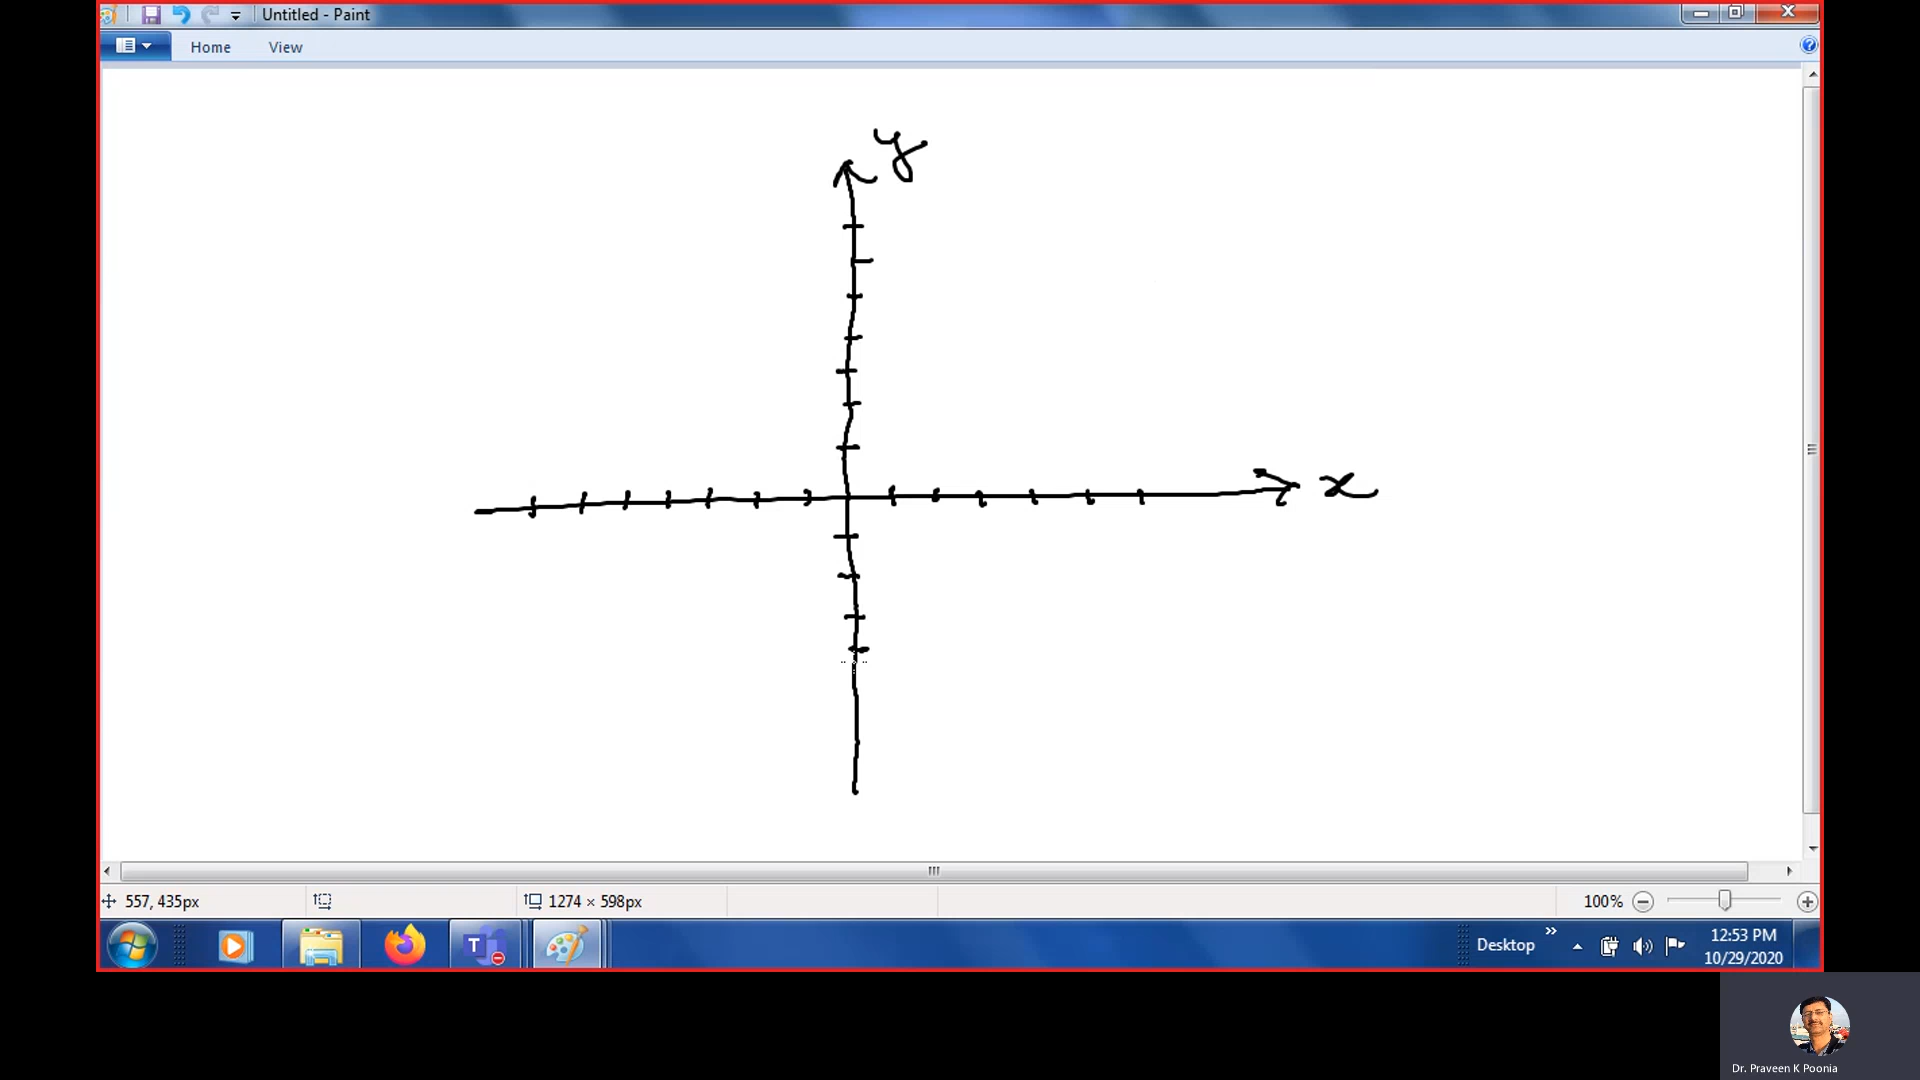 Untitled - Paint
Home View
y
x
557, 435px 1274 × 598px 100%
T Desktop 12:53 PM
10/29/2020
Dr. Praveen K Poonia